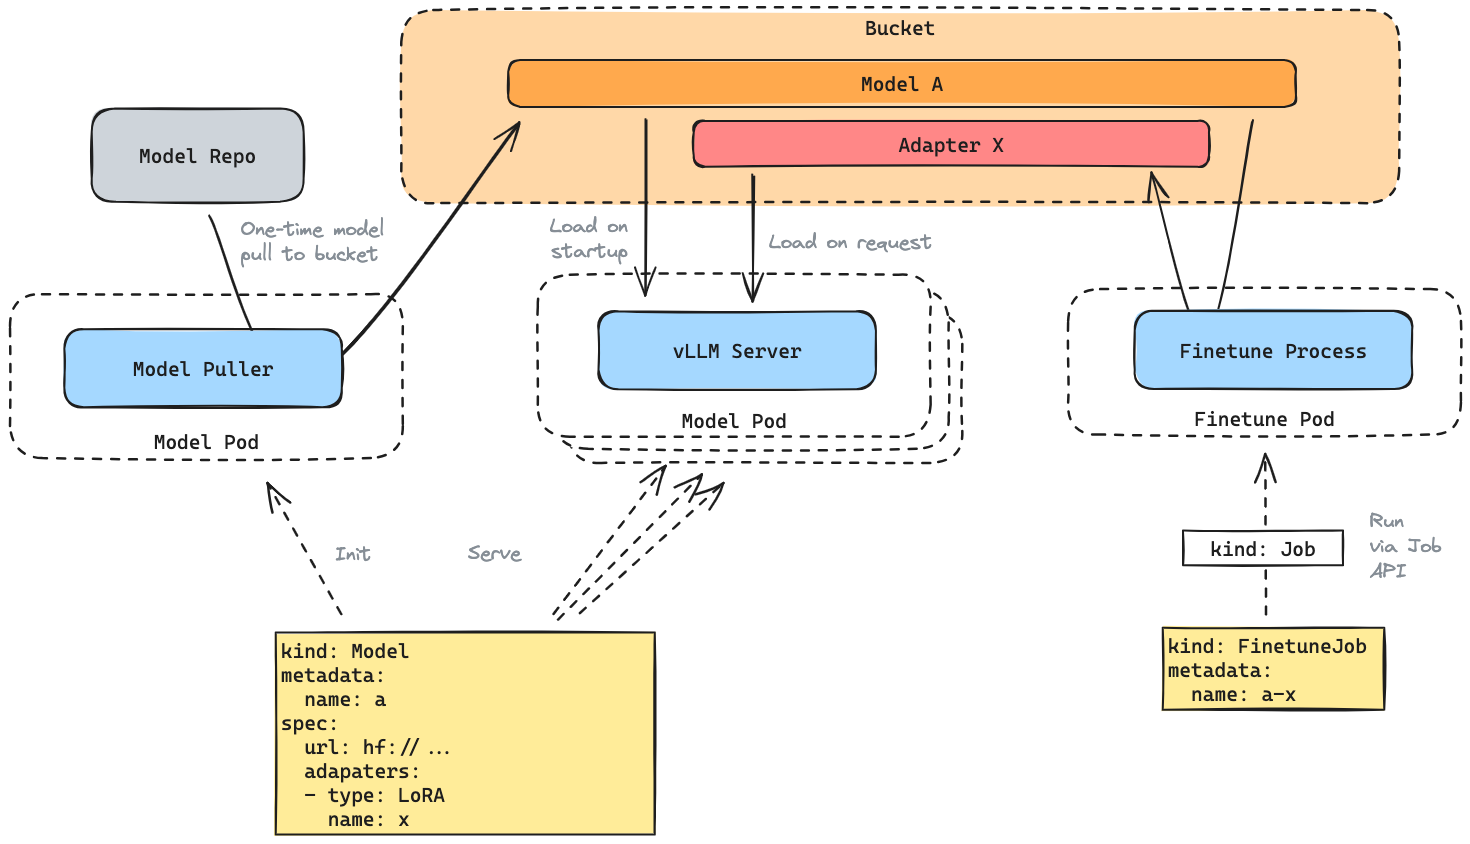 Bucket
Model A
Adapter X
Model Repo
One-time model
pull to bucket
Load on
startup
Load on request
Model Puller
Model Pod
vLLM Server
Model Pod
Finetune Process
Finetune Pod
Init
Serve
kind: Job
Run
via Job
API
kind: Model
metadata:
  name: a
spec:
  url: hf://...
  adapaters:
  - type: LoRA
    name: x
kind: FinetuneJob
metadata:
  name: a-x